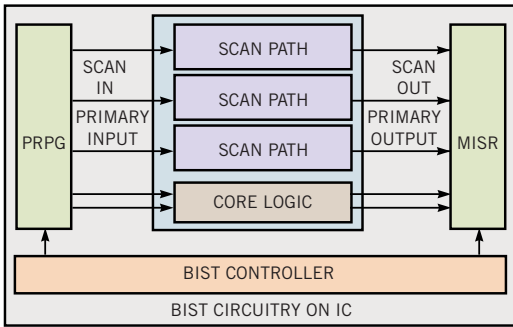 PRPG
SCAN
IN
PRIMARY
INPUT
SCAN PATH
SCAN PATH
SCAN PATH
CORE LOGIC
SCAN
OUT
PRIMARY
OUTPUT
MISR
BIST CONTROLLER
BIST CIRCUITRY ON IC